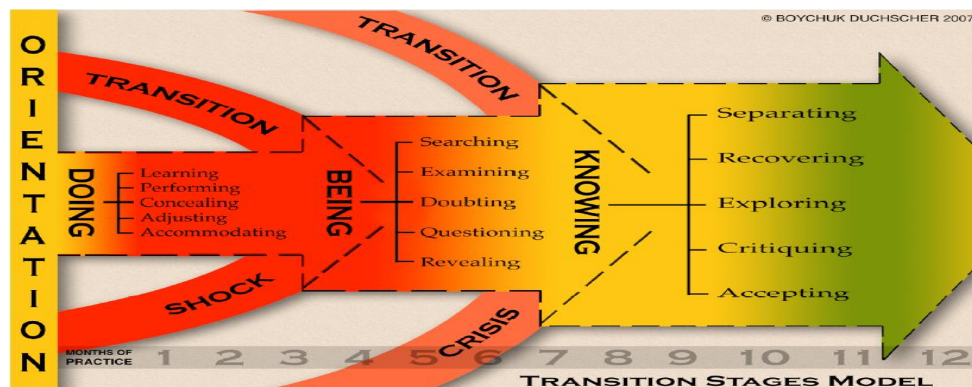 © BOYCHUK DUCHSCHER 2007
ORIENTATION
TRANSITION
SHOCK
DOING
Learning
Performing
Concealing
Adjusting
Accommodating
TRANSITION
CRISIS
BEING
Searching
Examining
Doubting
Questioning
Revealing
KNOWING
Separating
Recovering
Exploring
Critiquing
Accepting
MONTHS OF
PRACTICE
1 2 3 4 5 6 7 8 9 10 11 12
TRANSITION STAGES MODEL